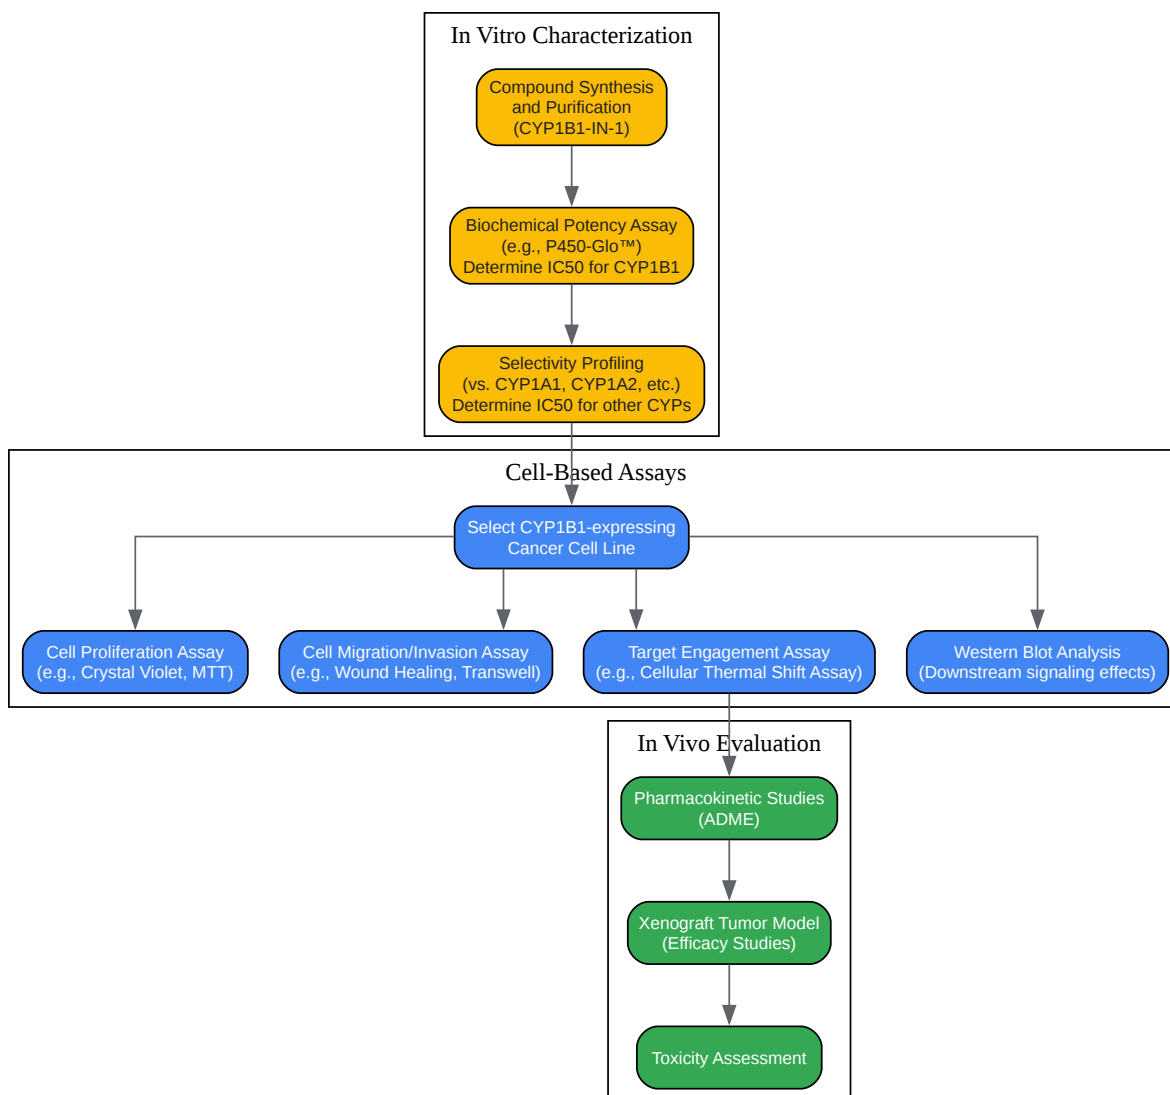 In Vitro Characterization
Compound Synthesis
and Purification
(CYP1B1-IN-1)
Biochemical Potency Assay
(e.g., P450-Glo™)
Determine IC50 for CYP1B1
Selectivity Profiling
(vs. CYP1A1, CYP1A2, etc.)
Determine IC50 for other CYPs
Cell-Based Assays
Select CYP1B1-expressing
Cancer Cell Line
Cell Proliferation Assay
(e.g., Crystal Violet, MTT)
Cell Migration/Invasion Assay
(e.g., Wound Healing, Transwell)
Target Engagement Assay
(e.g., Cellular Thermal Shift Assay)
Western Blot Analysis
(Downstream signaling effects)
In Vivo Evaluation
Pharmacokinetic Studies
(ADME)
Xenograft Tumor Model
(Efficacy Studies)
Toxicity Assessment